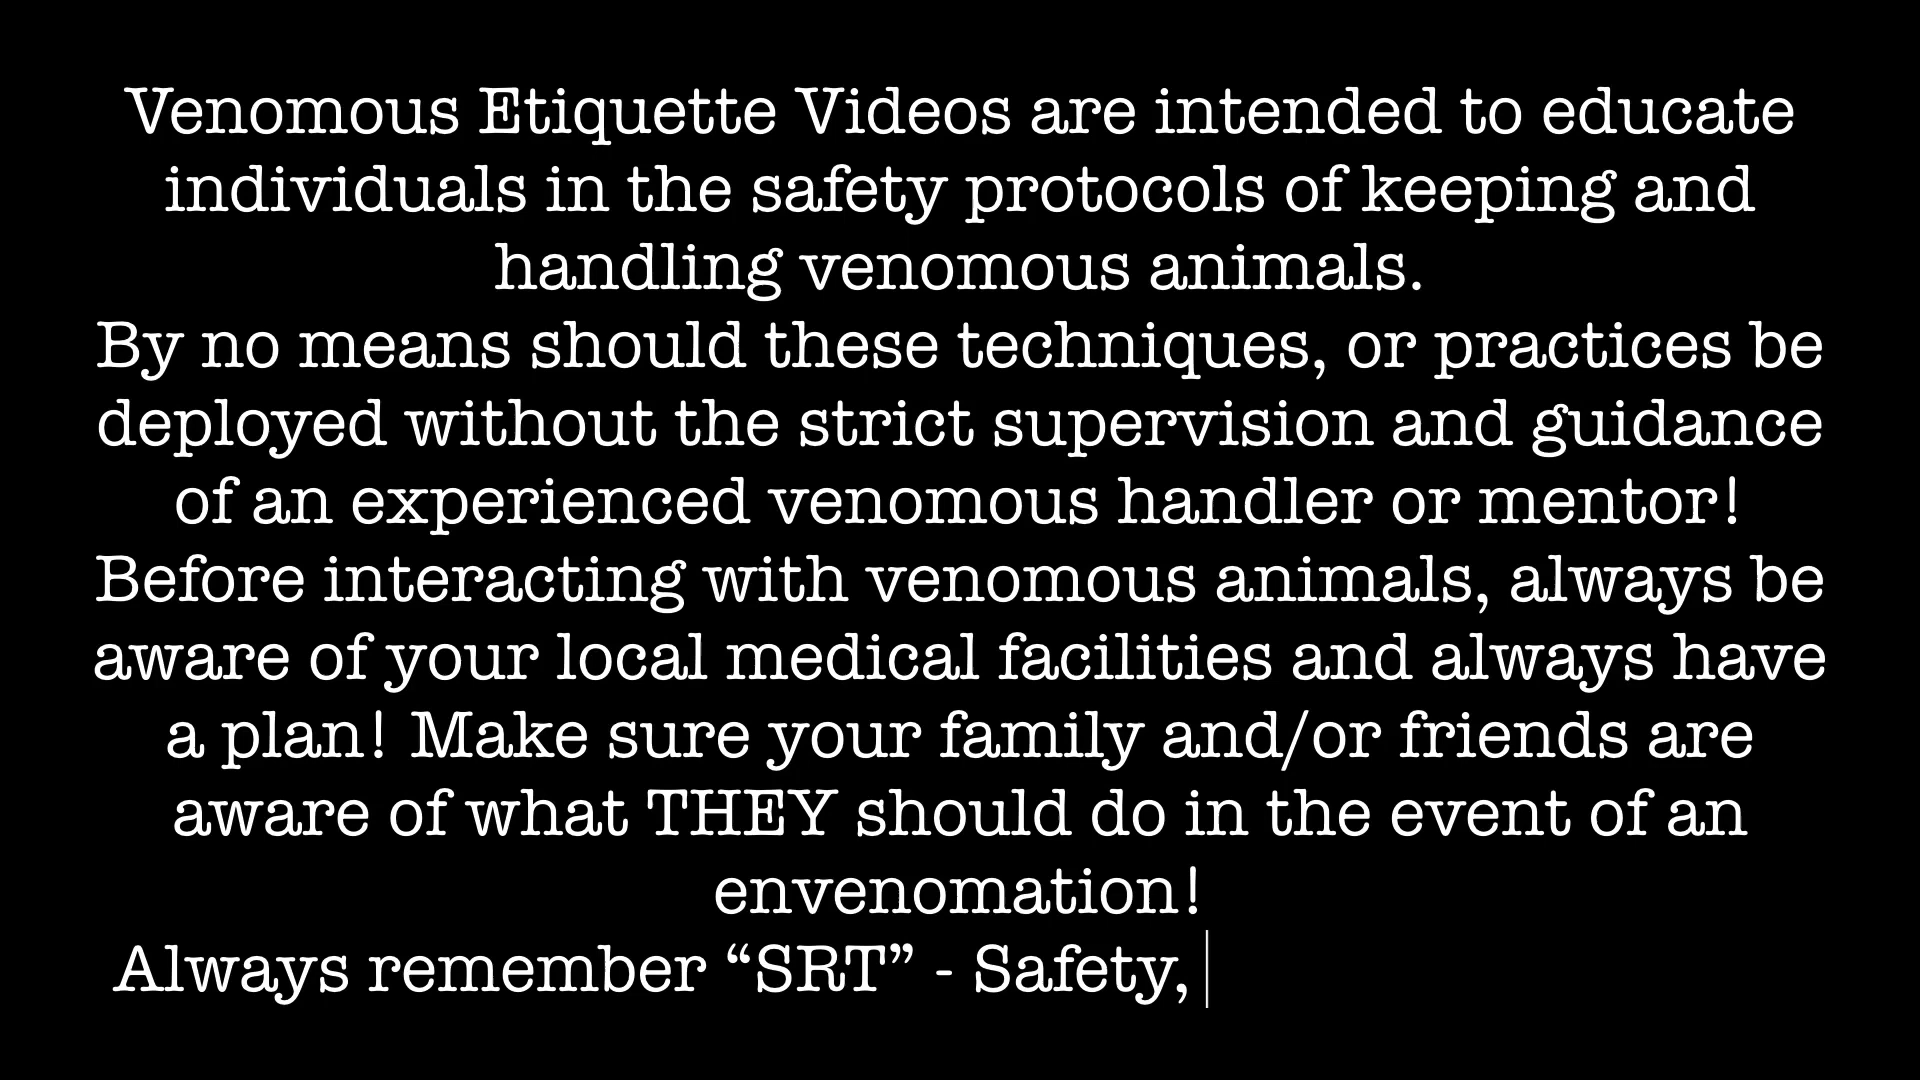 Venomous Etiquette Videos are intended to educate
individuals in the safety protocols of keeping and
handling venomous animals.
By no means should these techniques, or practices be
deployed without the strict supervision and guidance
of an experienced venomous handler or mentor!
Before interacting with venomous animals, always be
aware of your local medical facilities and always have
a plan! Make sure your family and/or friends are
aware of what THEY should do in the event of an
envenomation!
Always remember “SRT” - Safety,